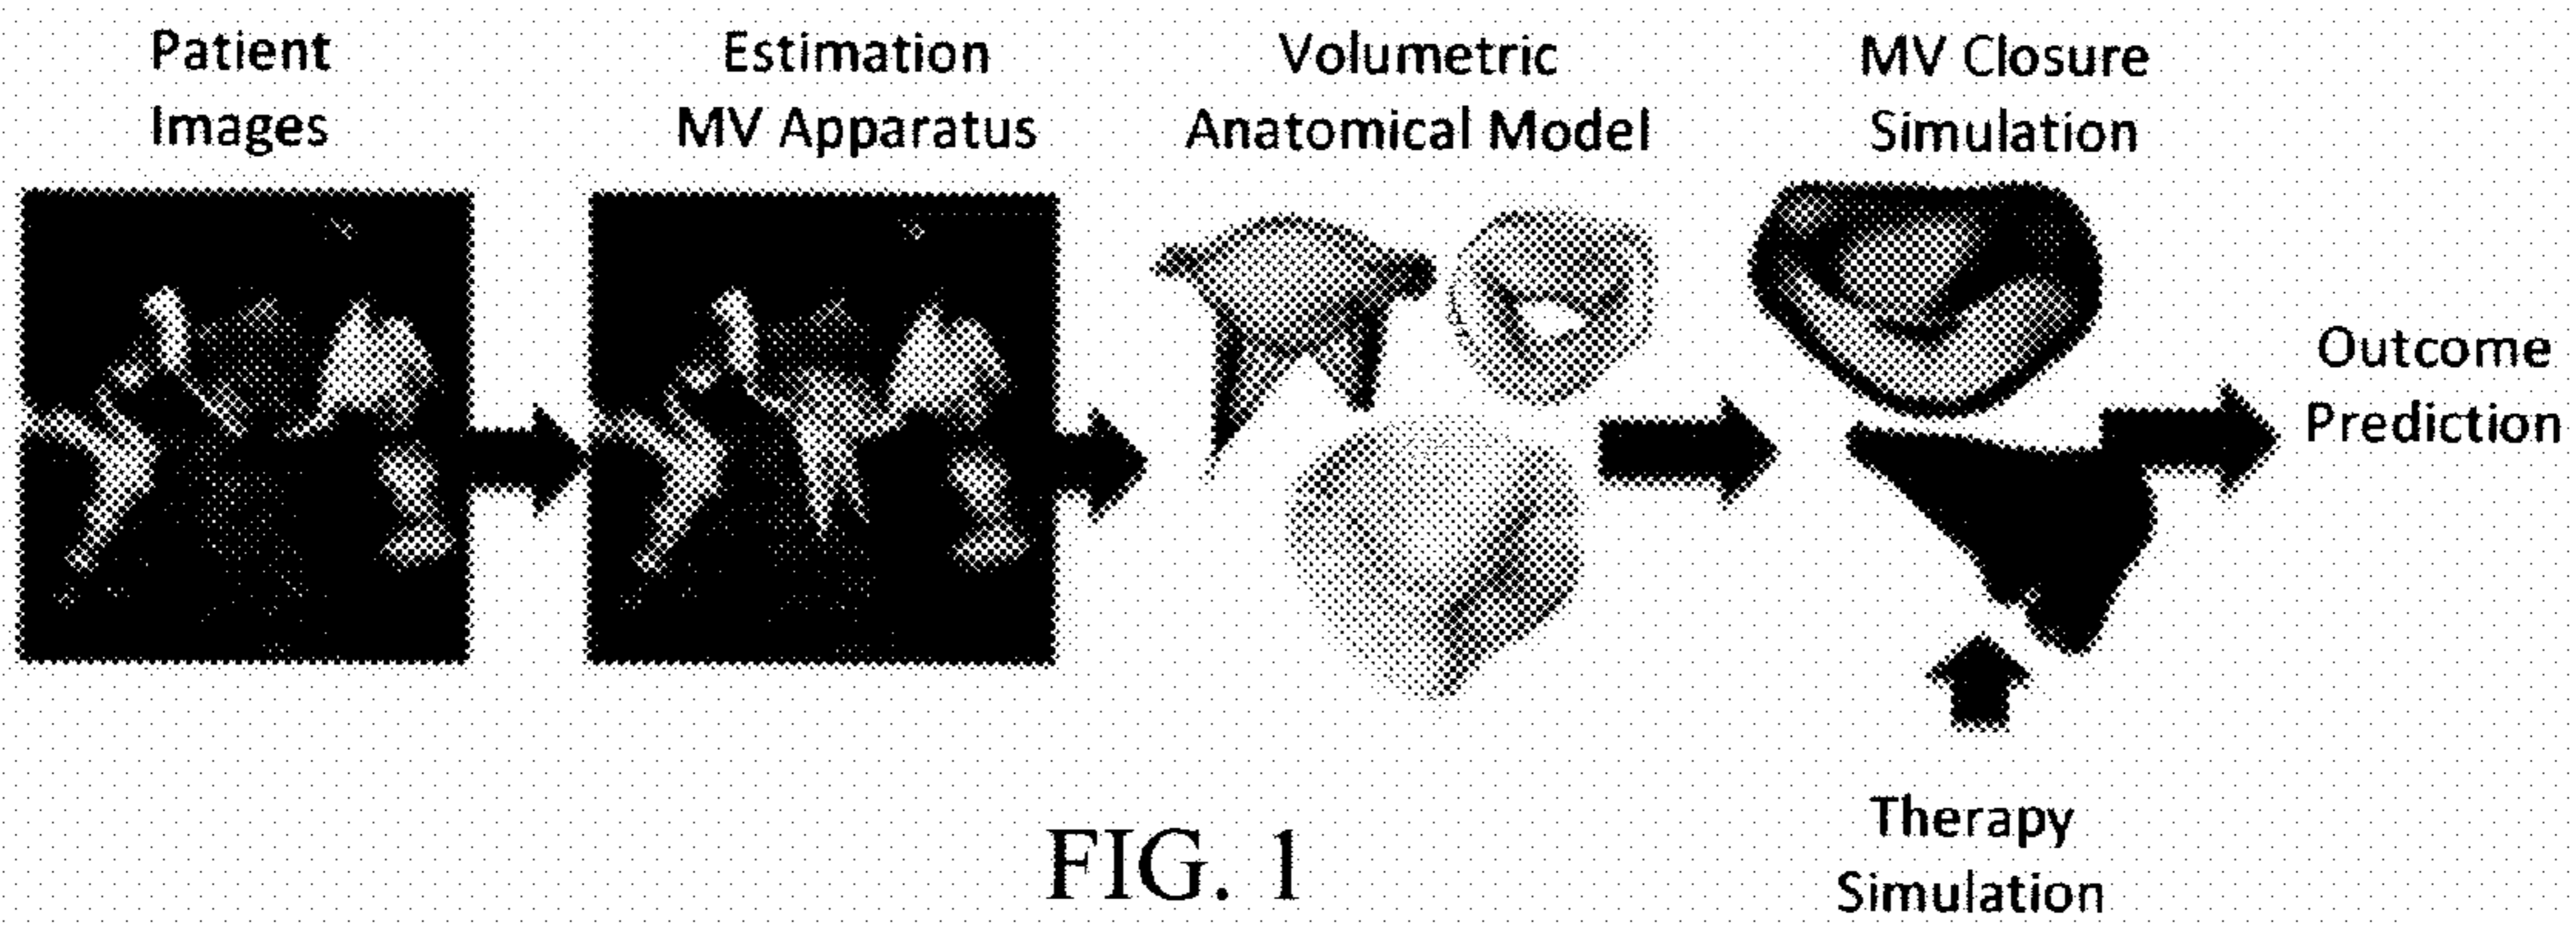 Patient
Images
Estimation
MV Apparatus
Volumetric
Anatomical Model
MV Closure
Simulation
Outcome
Prediction
Therapy
Simulation
FIG. 1